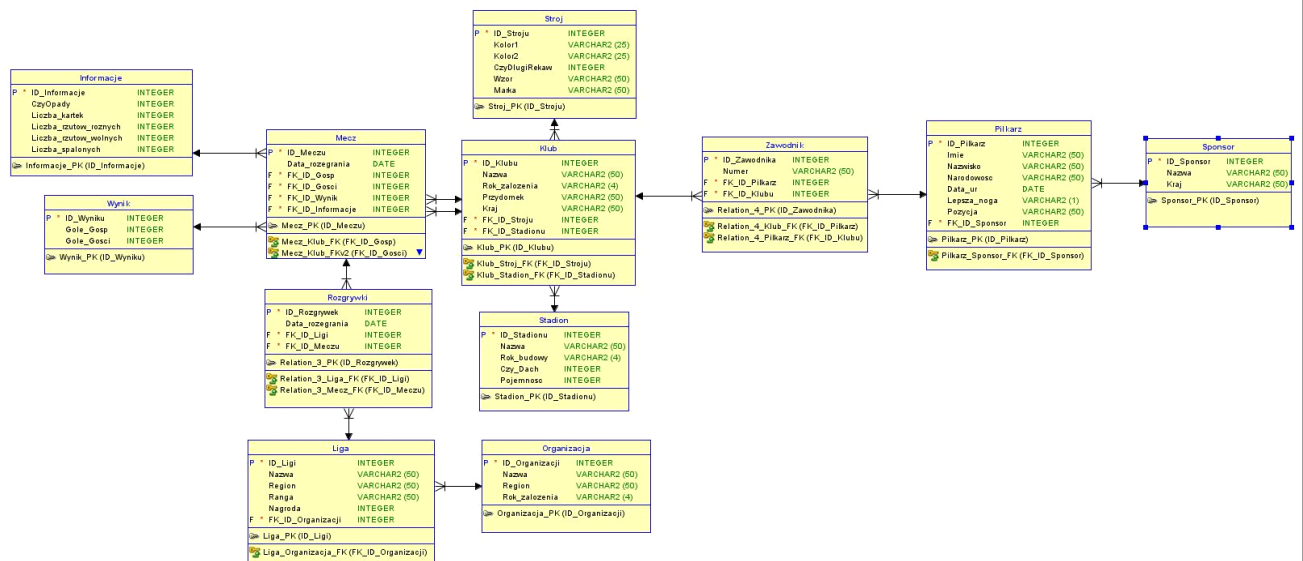 Stroj
P * ID_Stroju INTEGER
Kolor1 VARCHAR2 (25)
Kolor2 VARCHAR2 (25)
CzyDlugiRekaw INTEGER
Wzor VARCHAR2 (50)
Marka VARCHAR2 (50)
Stroj_PK (ID_Stroju)
Informacje
P * ID_Informacje INTEGER
CzyOpady INTEGER
Liczba_kartek INTEGER
Liczba_rzutow_roznych INTEGER
Liczba_rzutow_wolnych INTEGER
Liczba_spalonych INTEGER
Informacje_PK (ID_Informacje)
Mecz
P * ID_Meczu INTEGER
Data_rozegrania DATE
F * FK_ID_Gosp INTEGER
F * FK_ID_Gosci INTEGER
F * FK_ID_Wynik INTEGER
F * FK_ID_Informacje INTEGER
Mecz_PK (ID_Meczu)
Mecz_Klub_FK (FK_ID_Gosp)
Mecz_Klub_FKv2 (FK_ID_Gosci)
Klub
P * ID_Klubu INTEGER
Nazwa VARCHAR2 (50)
Rok_zalozenia VARCHAR2 (4)
Przydomek VARCHAR2 (50)
Kraj VARCHAR2 (50)
F * FK_ID_Stroju INTEGER
F * FK_ID_Stadionu INTEGER
Klub_PK (ID_Klubu)
Klub_Stroj_FK (FK_ID_Stroju)
Klub_Stadion_FK (FK_ID_Stadionu)
Zawodnik
P * ID_Zawodnika INTEGER
Numer VARCHAR2 (50)
F * FK_ID_Pilkarz INTEGER
F * FK_ID_Klubu INTEGER
Relation_4_PK (ID_Zawodnika)
Relation_4_Klub_FK (FK_ID_Pilkarz)
Relation_4_Pilkarz_FK (FK_ID_Klubu)
Pilkarz
P * ID_Pilkarz INTEGER
Imie VARCHAR2 (50)
Nazwisko VARCHAR2 (50)
Narodowosc VARCHAR2 (50)
Data_ur DATE
Lepsza_noga VARCHAR2 (1)
Pozycja VARCHAR2 (50)
F * FK_ID_Sponsor INTEGER
Pilkarz_PK (ID_Pilkarz)
Pilkarz_Sponsor_FK (FK_ID_Sponsor)
Sponsor
P * ID_Sponsor INTEGER
Nazwa VARCHAR2 (50)
Kraj VARCHAR2 (50)
Sponsor_PK (ID_Sponsor)
Wynik
P * ID_Wyniku INTEGER
Gole_Gosp INTEGER
Gole_Gosci INTEGER
Wynik_PK (ID_Wyniku)
Rozgrywki
P * ID_Rozgrywek INTEGER
Data_rozegrania DATE
F * FK_ID_Ligi INTEGER
F * FK_ID_Meczu INTEGER
Relation_3_PK (ID_Rozgrywek)
Relation_3_Liga_FK (FK_ID_Ligi)
Relation_3_Mecz_FK (FK_ID_Meczu)
Stadion
P * ID_Stadionu INTEGER
Nazwa VARCHAR2 (50)
Rok_budowy VARCHAR2 (4)
Czy_Dach INTEGER
Pojemnosc INTEGER
Stadion_PK (ID_Stadionu)
Liga
P * ID_Ligi INTEGER
Nazwa VARCHAR2 (50)
Region VARCHAR2 (50)
Ranga VARCHAR2 (50)
Nagroda INTEGER
F * FK_ID_Organizacji INTEGER
Liga_PK (ID_Ligi)
Liga_Organizacja_FK (FK_ID_Organizacji)
Organizacja
P * ID_Organizacji INTEGER
Nazwa VARCHAR2 (50)
Region VARCHAR2 (50)
Rok_zalozenia VARCHAR2 (4)
Organizacja_PK (ID_Organizacji)